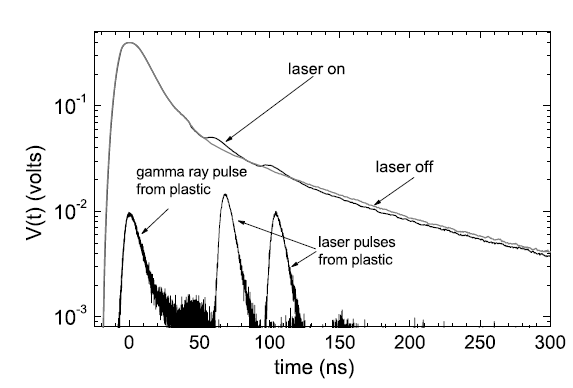 laser on
10⁻¹
gamma ray pulse
from plastic
laser off
V(t) (volts)
10⁻²
laser pulses
from plastic
10⁻³
0 50 100 150 200 250 300
time (ns)